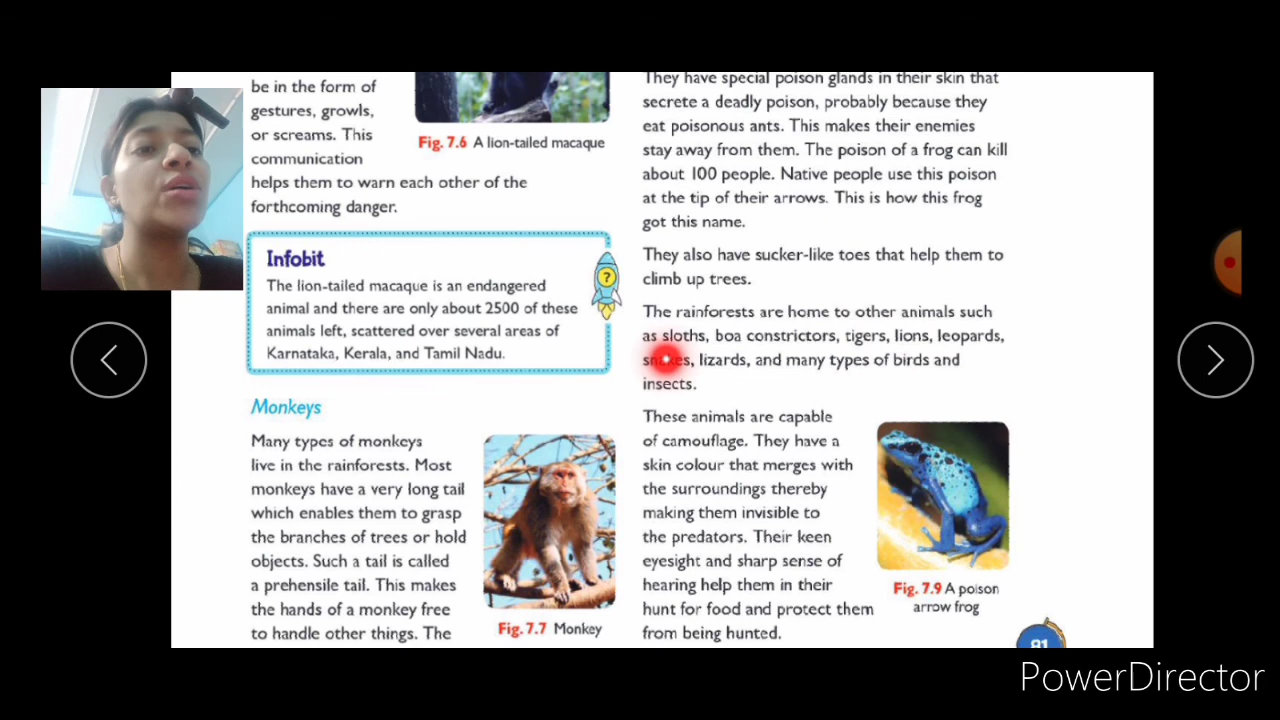 be in the form of
gestures, growls,
or screams. This
communication
helps them to warn each other of the
forthcoming danger.
Fig. 7.6 A lion-tailed macaque
Infobit
The lion-tailed macaque is an endangered
animal and there are only about 2500 of these
animals left, scattered over several areas of
Karnataka, Kerala, and Tamil Nadu.
?
Monkeys
Many types of monkeys
live in the rainforests. Most
monkeys have a very long tail
which enables them to grasp
the branches of trees or hold
objects. Such a tail is called
a prehensile tail. This makes
the hands of a monkey free
to handle other things. The
Fig. 7.7 Monkey
They have special poison glands in their skin that
secrete a deadly poison, probably because they
eat poisonous ants. This makes their enemies
stay away from them. The poison of a frog can kill
about 100 people. Native people use this poison
at the tip of their arrows. This is how this frog
got this name.
They also have sucker-like toes that help them to
climb up trees.
The rainforests are home to other animals such
as sloths, boa constrictors, tigers, lions, leopards,
snakes, lizards, and many types of birds and
insects.
These animals are capable
of camouflage. They have a
skin colour that merges with
the surroundings thereby
making them invisible to
the predators. Their keen
eyesight and sharp sense of
hearing help them in their
hunt for food and protect them
from being hunted.
Fig. 7.9 A poison
arrow frog
81
PowerDirector